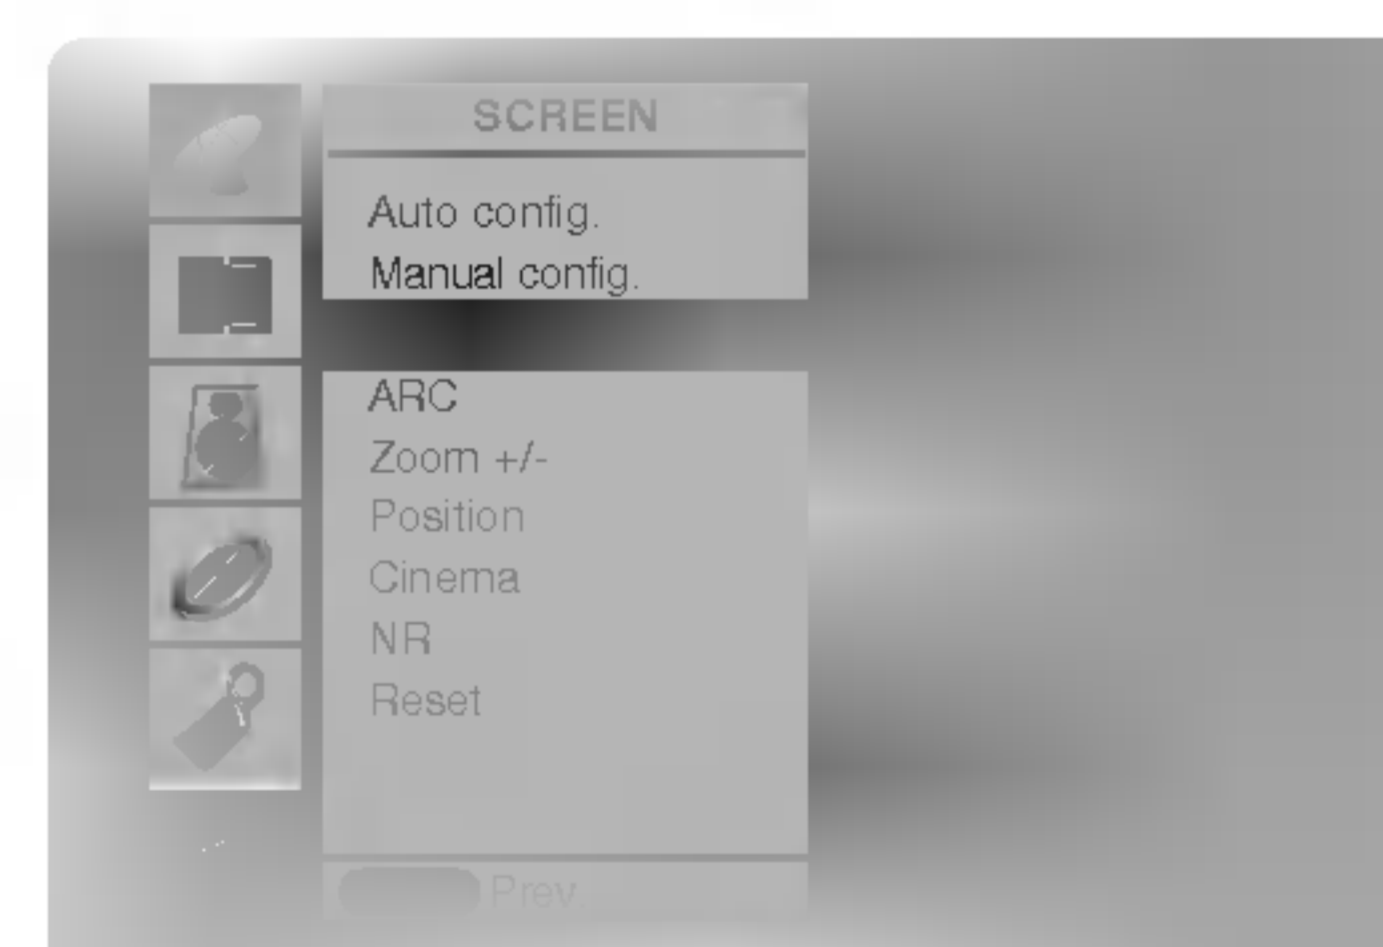 SCREEN
Auto config.
Manual config.
ARC
Zoom +/-
Position
Cinema
NR
Reset
Prev.